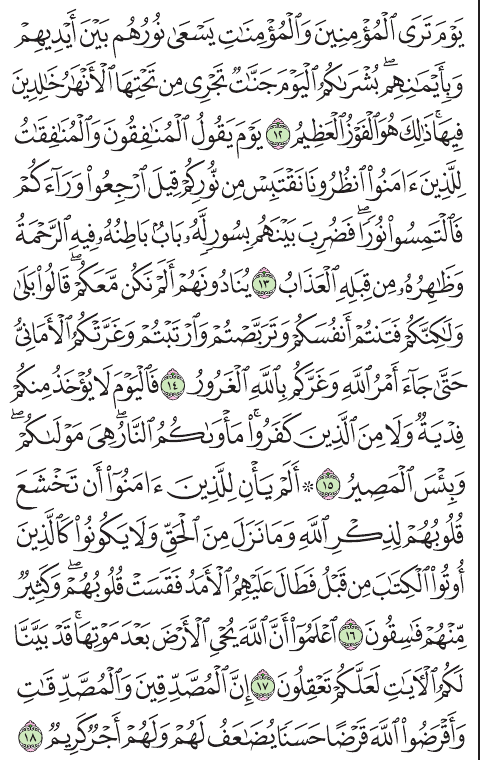 يَوْمَ تَرَى ٱلْمُؤْمِنِينَ وَٱلْمُؤْمِنَٰتِ يَسْعَىٰ نُورُهُم بَيْنَ أَيْدِيهِمْ
وَبِأَيْمَٰنِهِمۖ بُشْرَىٰكُمُ ٱلْيَوْمَ جَنَّٰتٌ تَجْرِى مِن تَحْتِهَا ٱلْأَنْهَٰرُ خَٰلِدِينَ
فِيهَاۚ ذَٰلِكَ هُوَ ٱلْفَوْزُ ٱلْعَظِيمُ ١٢ يَوْمَ يَقُولُ ٱلْمُنَٰفِقُونَ وَٱلْمُنَٰفِقَٰتُ
لِلَّذِينَ ءَامَنُوا۟ ٱنظُرُونَا نَقْتَبِسْ مِن نُّورِكُمْ قِيلَ ٱرْجِعُوا۟ وَرَآءَكُمْ
فَٱلْتَمِسُوا۟ نُورًاۖ فَضُرِبَ بَيْنَهُم بِسُورٍ لَّهُۥ بَابٌۢ بَاطِنُهُۥ فِيهِ ٱلرَّحْمَةُ
وَظَٰهِرُهُۥ مِن قِبَلِهِ ٱلْعَذَابُ ١٣ يُنَادُونَهُمْ أَلَمْ نَكُن مَّعَكُمْۖ قَالُوا۟ بَلَىٰ
وَلَٰكِنَّكُمْ فَتَنتُمْ أَنفُسَكُمْ وَتَرَبَّصْتُمْ وَٱرْتَبْتُمْ وَغَرَّتْكُمُ ٱلْأَمَانِىُّ
حَتَّىٰ جَآءَ أَمْرُ ٱللَّهِ وَغَرَّكُم بِٱللَّهِ ٱلْغَرُورُ ١٤ فَٱلْيَوْمَ لَا يُؤْخَذُ مِنكُمْ
فِدْيَةٌ وَلَا مِنَ ٱلَّذِينَ كَفَرُوا۟ۚ مَأْوَىٰكُمُ ٱلنَّارُۖ هِىَ مَوْلَىٰكُمْۖ
وَبِئْسَ ٱلْمَصِيرُ ١٥ ۞ أَلَمْ يَأْنِ لِلَّذِينَ ءَامَنُوٓا۟ أَن تَخْشَعَ
قُلُوبُهُمْ لِذِكْرِ ٱللَّهِ وَمَا نَزَلَ مِنَ ٱلْحَقِّ وَلَا يَكُونُوا۟ كَٱلَّذِينَ
أُوتُوا۟ ٱلْكِتَٰبَ مِن قَبْلُ فَطَالَ عَلَيْهِمُ ٱلْأَمَدُ فَقَسَتْ قُلُوبُهُمْۖ وَكَثِيرٌ
مِّنْهُمْ فَٰسِقُونَ ١٦ ٱعْلَمُوٓا۟ أَنَّ ٱللَّهَ يُحْىِ ٱلْأَرْضَ بَعْدَ مَوْتِهَاۚ قَدْ بَيَّنَّا
لَكُمُ ٱلْءَايَٰتِ لَعَلَّكُمْ تَعْقِلُونَ ١٧ إِنَّ ٱلْمُصَّدِّقِينَ وَٱلْمُصَّدِّقَٰتِ
وَأَقْرَضُوا۟ ٱللَّهَ قَرْضًا حَسَنًا يُضَٰعَفُ لَهُمْ وَلَهُمْ أَجْرٌ كَرِيمٌ ١٨